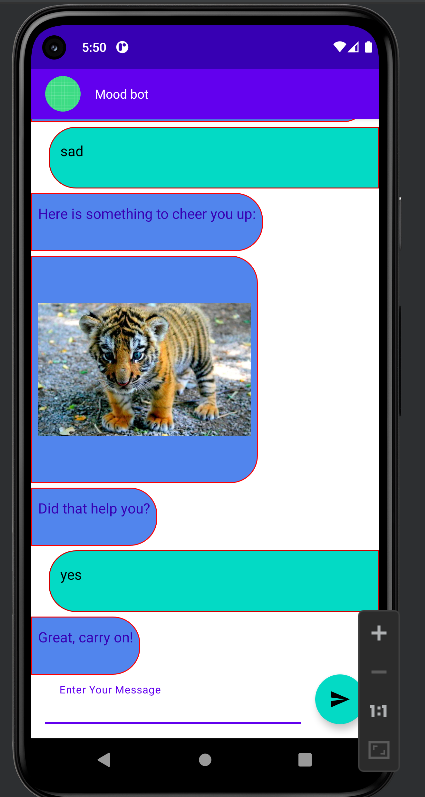 5:50
Mood bot
sad
Here is something to cheer you up:
Did that help you?
yes
Great, carry on!
Enter Your Message
1:1